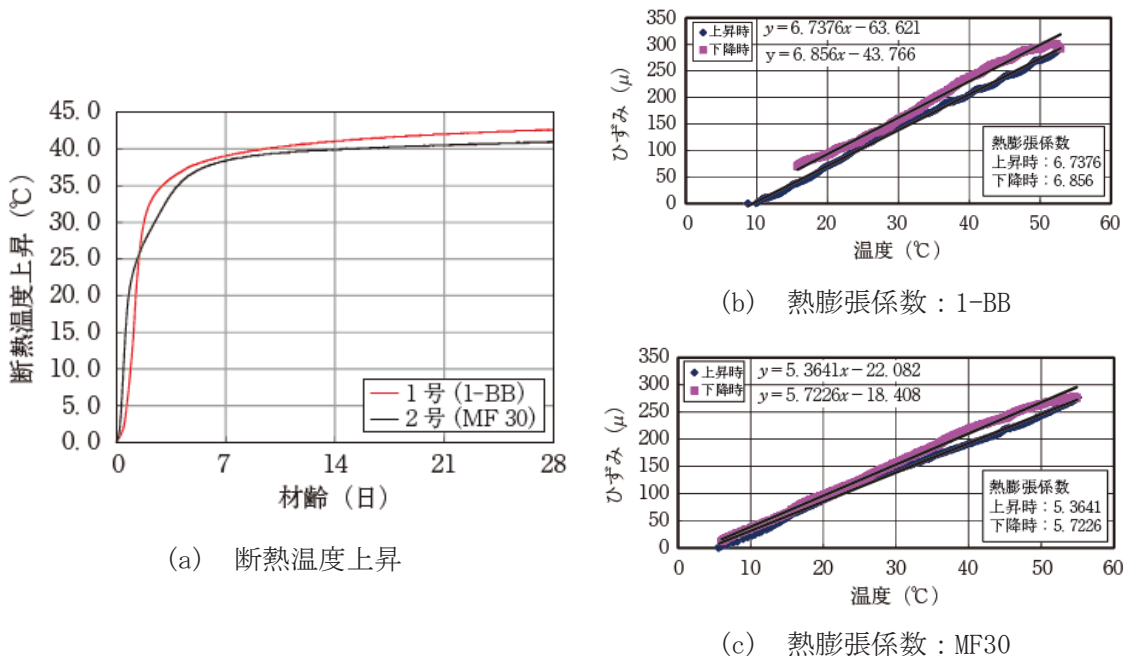 断熱温度上昇（℃）
45.0
40.0
35.0
30.0
25.0
20.0
15.0
10.0
5.0
0.0
1号(1-BB)
2号(MF 30)
0 7 14 21 28
材齢（日）
(a) 断熱温度上昇
ひずみ（μ）
350
300
250
200
150
100
50
0
上昇時 y=6.7376x−63.621
下降時 y=6.856x−43.766
熱膨張係数
上昇時：6.7376
下降時：6.856
0 10 20 30 40 50 60
温度（℃）
(b) 熱膨張係数：1-BB
ひずみ（μ）
350
300
250
200
150
100
50
0
上昇時 y=5.3641x−22.082
下降時 y=5.7226x−18.408
熱膨張係数
上昇時：5.3641
下降時：5.7226
0 10 20 30 40 50 60
温度（℃）
(c) 熱膨張係数：MF30